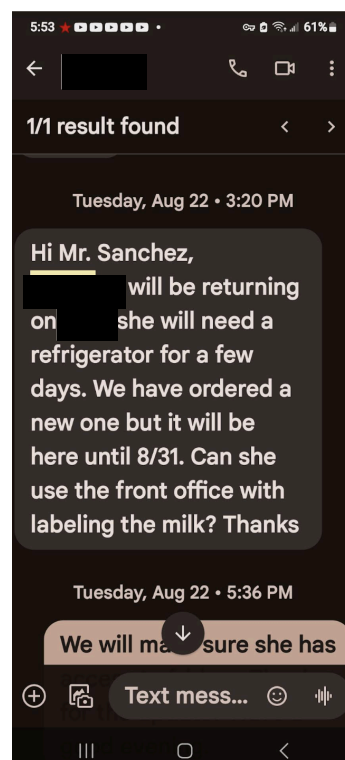 5:53
61%
1/1 result found
Tuesday, Aug 22 • 3:20 PM
Hi Mr. Sanchez,
will be returning
on she will need a
refrigerator for a few
days. We have ordered a
new one but it will be
here until 8/31. Can she
use the front office with
labeling the milk? Thanks
Tuesday, Aug 22 • 5:36 PM
We will sure she has
Text mess...